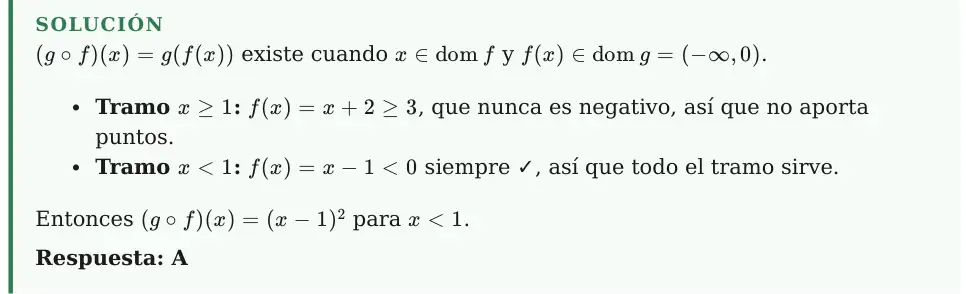 SOLUCIÓN
(g ∘ f)(x) = g(f(x)) existe cuando x ∈ dom f y f(x) ∈ dom g = (−∞, 0).
• Tramo x ≥ 1: f(x) = x + 2 ≥ 3, que nunca es negativo, así que no aporta
puntos.
• Tramo x < 1: f(x) = x − 1 < 0 siempre ✓, así que todo el tramo sirve.
Entonces (g ∘ f)(x) = (x − 1)² para x < 1.
Respuesta: A